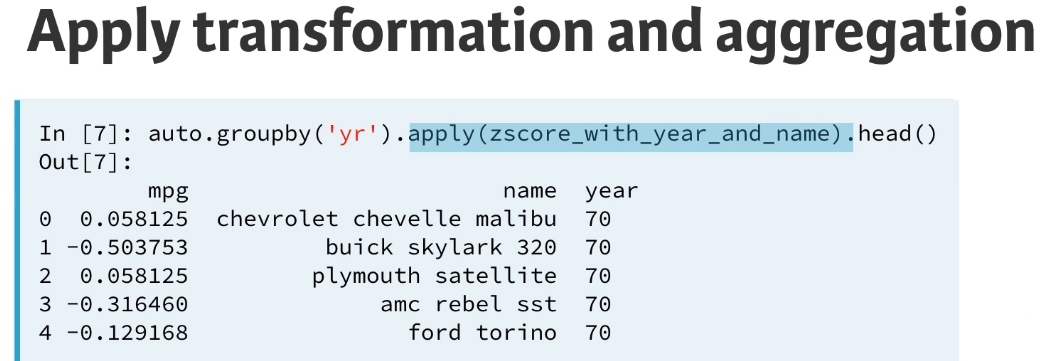 Apply transformation and aggregation
In [7]: auto.groupby('yr').apply(zscore_with_year_and_name).head()
Out[7]:
mpg name year
0 0.058125 chevrolet chevelle malibu 70
1 -0.503753 buick skylark 320 70
2 0.058125 plymouth satellite 70
3 -0.316460 amc rebel sst 70
4 -0.129168 ford torino 70